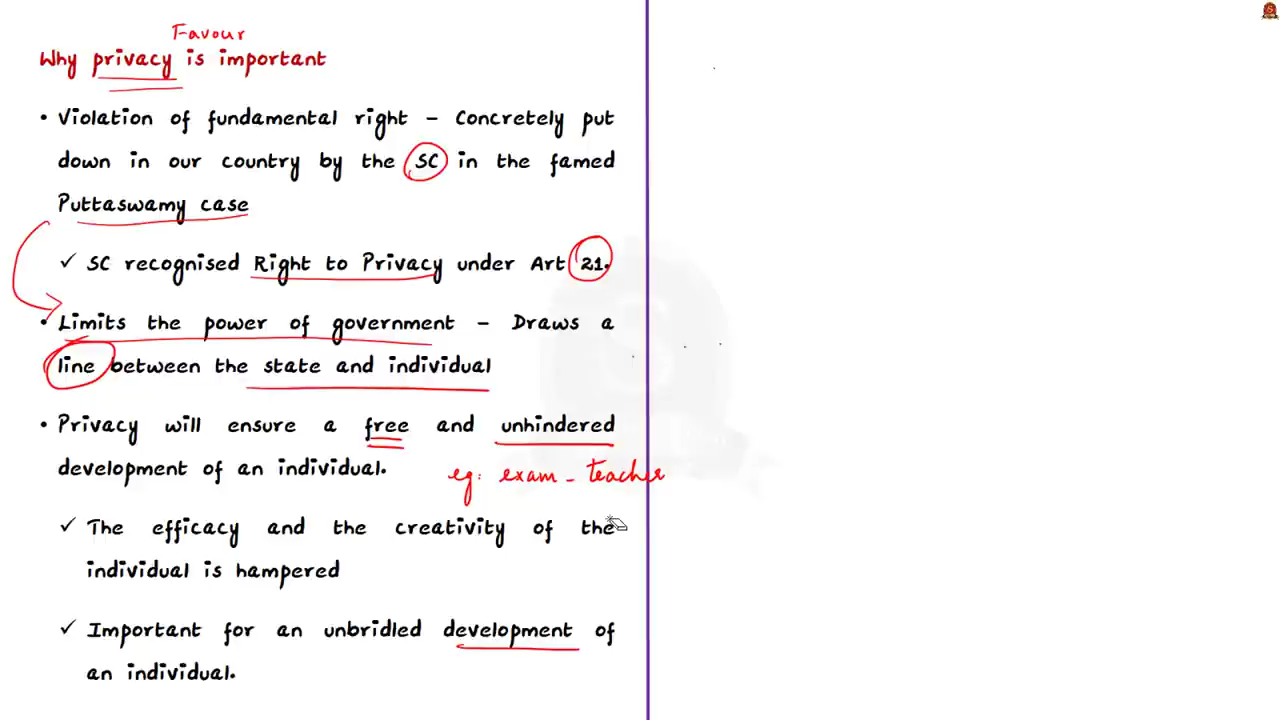 Favour
Why privacy is important
• Violation of fundamental right – Concretely put
down in our country by the SC in the famed
Puttaswamy case
✓ SC recognised Right to Privacy under Art 21.
• Limits the power of government – Draws a
line between the state and individual
• Privacy will ensure a free and unhindered
development of an individual.
eg: exam - teacher
✓ The efficacy and the creativity of the
individual is hampered
✓ Important for an unbridled development of
an individual.